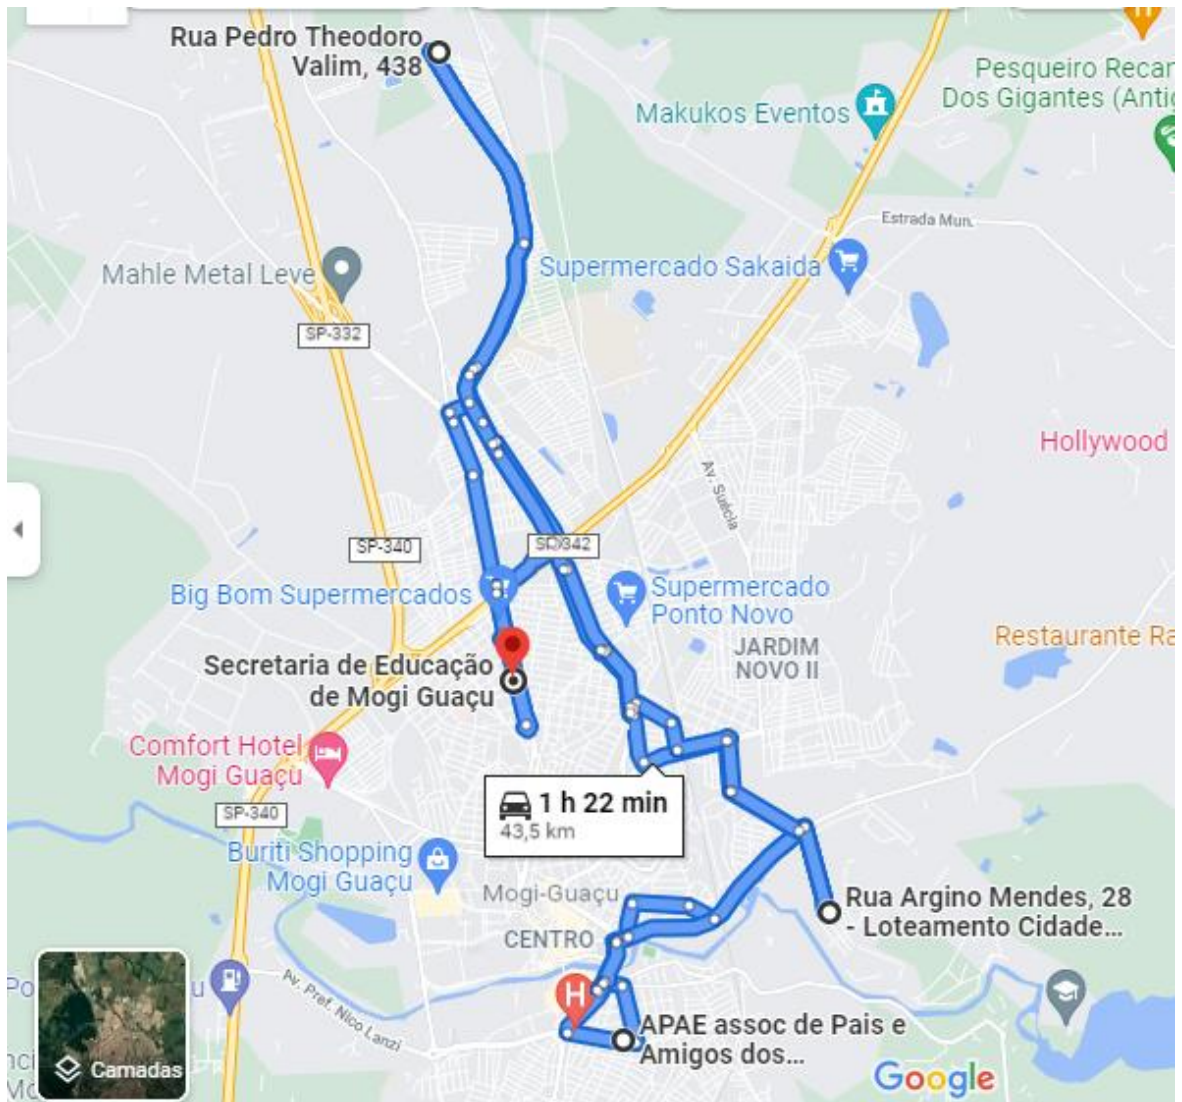 Rua Pedro Theodoro
Valim, 438
Pesqueiro Recan
Dos Gigantes (Antig
Makukos Eventos
Estrada Mun.
Supermercado Sakaida
Mahle Metal Leve
SP-332
Hollywood
Av. Suécia
SP-340
SP-342
Big Bom Supermercados
Supermercado
Ponto Novo
JARDIM
NOVO II
Restaurante Ra
Secretaria de Educação
de Mogi Guaçu
Comfort Hotel
Mogi Guaçu
SP-340
1 h 22 min
43,5 km
Buriti Shopping
Mogi Guaçu
Mogi-Guaçu
CENTRO
Rua Argino Mendes, 28
- Loteamento Cidade...
Po
u
Av. Pref. Nico Lanzi
H
APAE assoc de Pais e
Amigos dos...
Camadas
Google